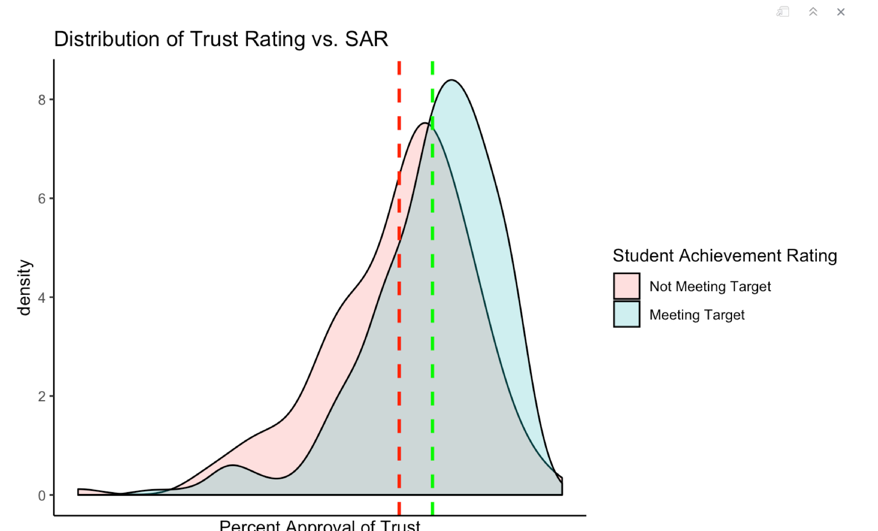 Distribution of Trust Rating vs. SAR
8
6
4
2
0
density
Percent Approval of Trust
Student Achievement Rating
Not Meeting Target
Meeting Target